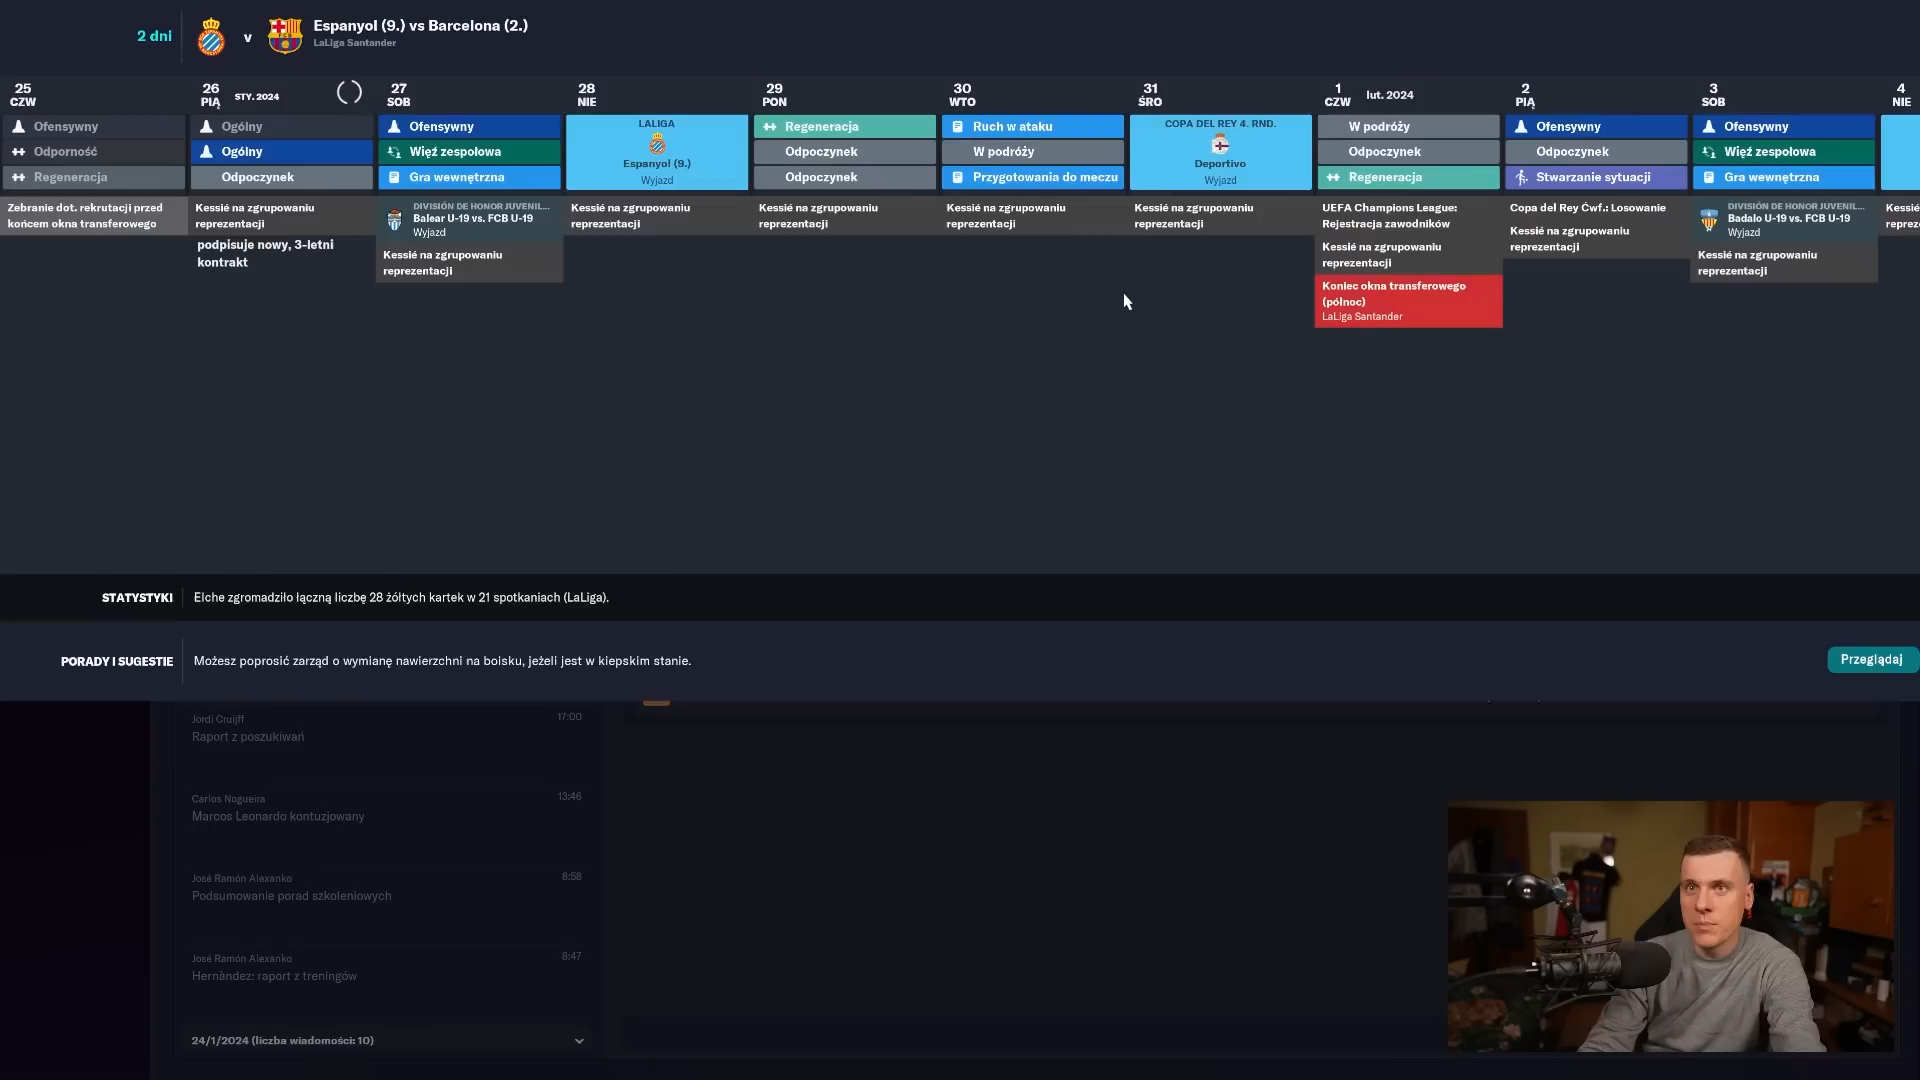 2 dni
v
Espanyol (9.) vs Barcelona (2.)
LaLiga Santander
25
CZW
26
PIĄ
STY. 2024
27
SOB
28
NIE
29
PON
30
WTO
31
ŚRO
1
CZW
lut. 2024
2
PIĄ
3
SOB
4
NIE
Ofensywny
Odporność
Regeneracja
Ogólny
Ogólny
Odpoczynek
Ofensywny
Więź zespołowa
Gra wewnętrzna
LALIGA
Espanyol (9.)
Wyjazd
Regeneracja
Odpoczynek
Odpoczynek
Ruch w ataku
W podróży
Przygotowania do meczu
COPA DEL REY 4. RND.
Deportivo
Wyjazd
W podróży
Odpoczynek
Regeneracja
Ofensywny
Odpoczynek
Stwarzanie sytuacji
Ofensywny
Więź zespołowa
Gra wewnętrzna
Zebranie dot. rekrutacji przed
końcem okna transferowego
Kessié na zgrupowaniu
reprezentacji
podpisuje nowy, 3-letni
kontrakt
DIVISIÓN DE HONOR JUVENIL...
Balear U-19 vs. FCB U-19
Wyjazd
Kessié na zgrupowaniu
reprezentacji
Kessié na zgrupowaniu
reprezentacji
Kessié na zgrupowaniu
reprezentacji
Kessié na zgrupowaniu
reprezentacji
Kessié na zgrupowaniu
reprezentacji
UEFA Champions League:
Rejestracja zawodników
Kessié na zgrupowaniu
reprezentacji
Koniec okna transferowego
(północ)
LaLiga Santander
Copa del Rey Ćwf.: Losowanie
Kessié na zgrupowaniu
reprezentacji
DIVISIÓN DE HONOR JUVENIL...
Badalo U-19 vs. FCB U-19
Wyjazd
Kessié na zgrupowaniu
reprezentacji
Kessié
reprez
STATYSTYKI
Elche zgromadziło łączną liczbę 28 żółtych kartek w 21 spotkaniach (LaLiga).
PORADY I SUGESTIE
Możesz poprosić zarząd o wymianę nawierzchni na boisku, jeżeli jest w kiepskim stanie.
Przeglądaj
Jordi Cruijff
17:00
Raport z poszukiwań
Carlos Nogueira
13:46
Marcos Leonardo kontuzjowany
José Ramón Alexanko
8:58
Podsumowanie porad szkoleniowych
José Ramón Alexanko
8:47
Hernàndez: raport z treningów
24/1/2024 (liczba wiadomości: 10)